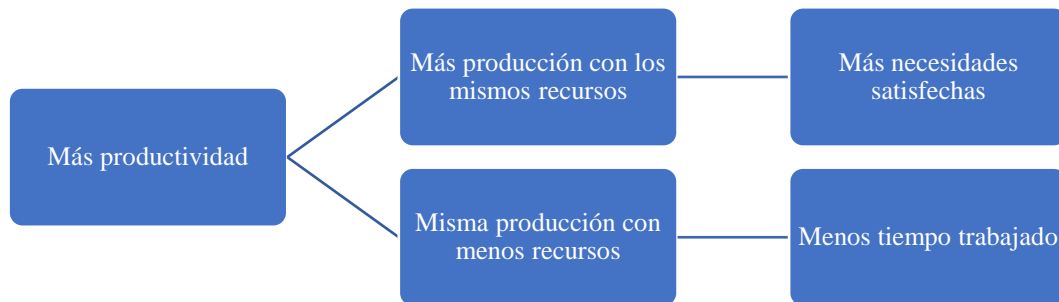 Más productividad
Más producción con los
mismos recursos
Más necesidades
satisfechas
Misma producción con
menos recursos
Menos tiempo trabajado